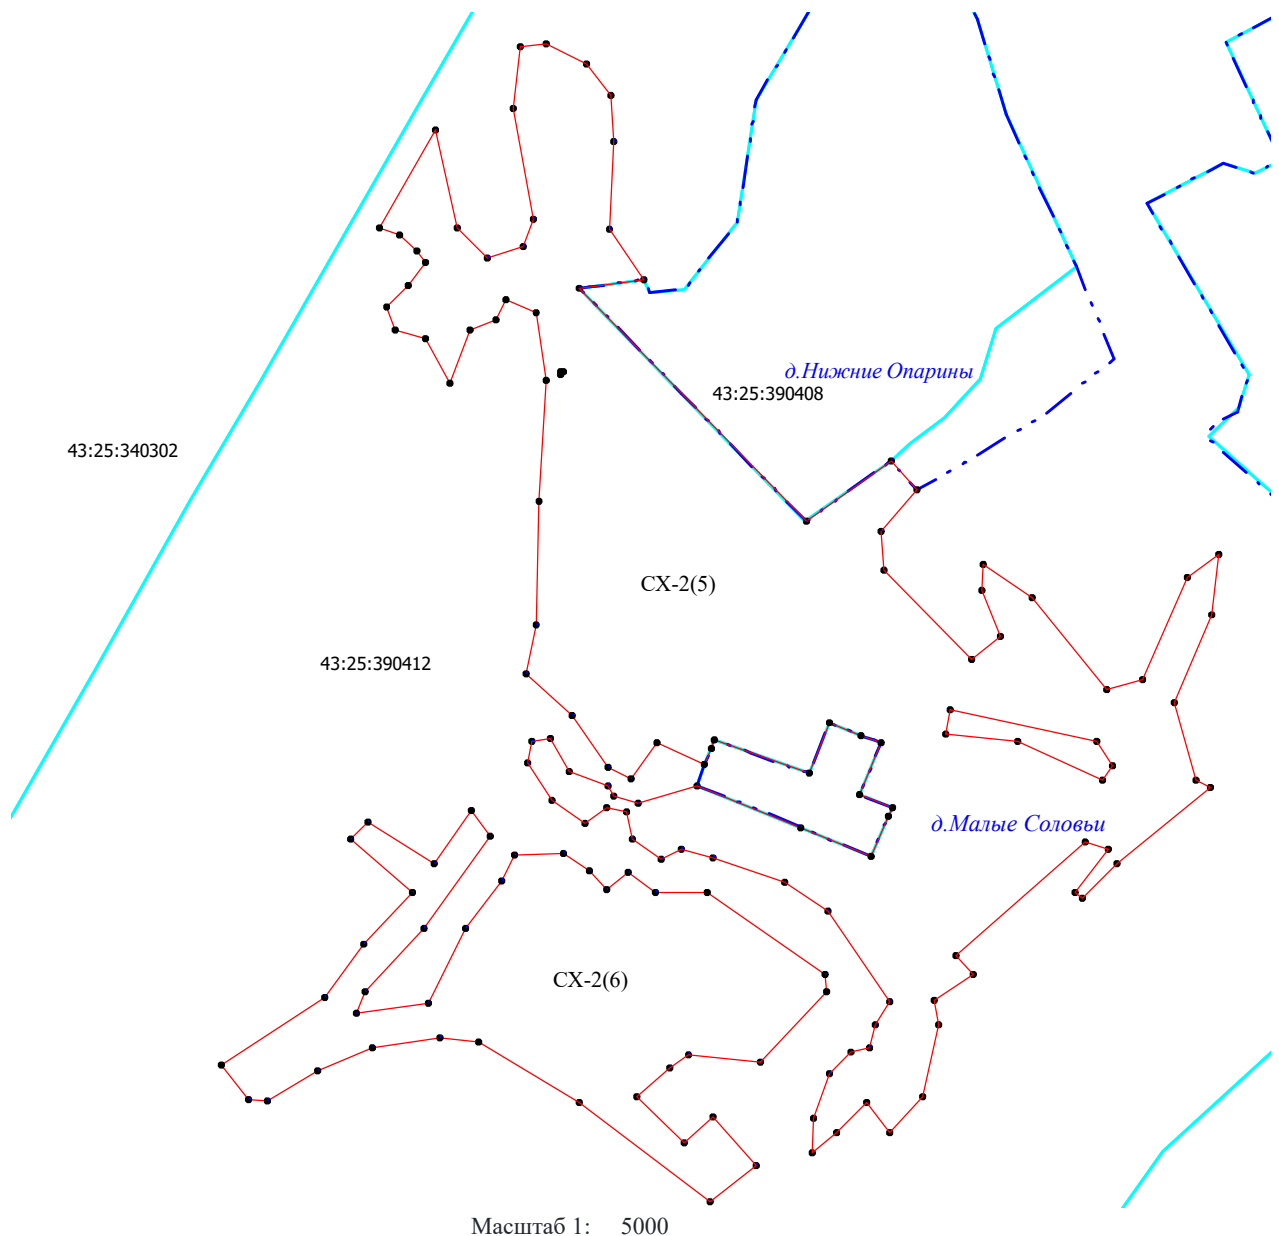 д.Нижние Опарины
43:25:390408
43:25:340302
СХ-2(5)
43:25:390412
д.Малые Соловьи
СХ-2(6)
Масштаб 1: 5000